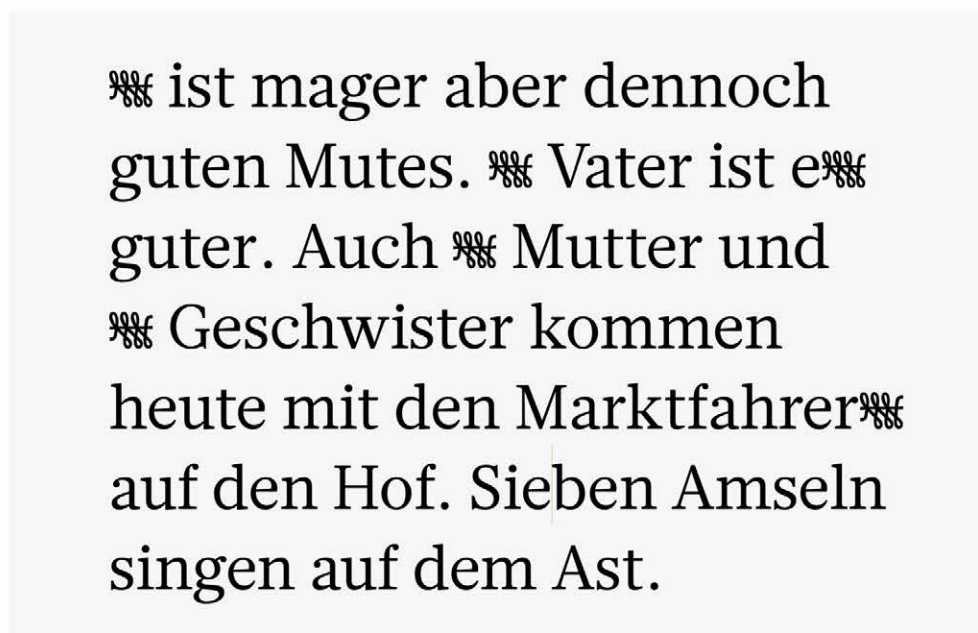 ist mager aber dennoch
guten Mutes. Vater ist e
guter. Auch Mutter und
Geschwister kommen
heute mit den Marktfahrer
auf den Hof. Sieben Amseln
singen auf dem Ast.